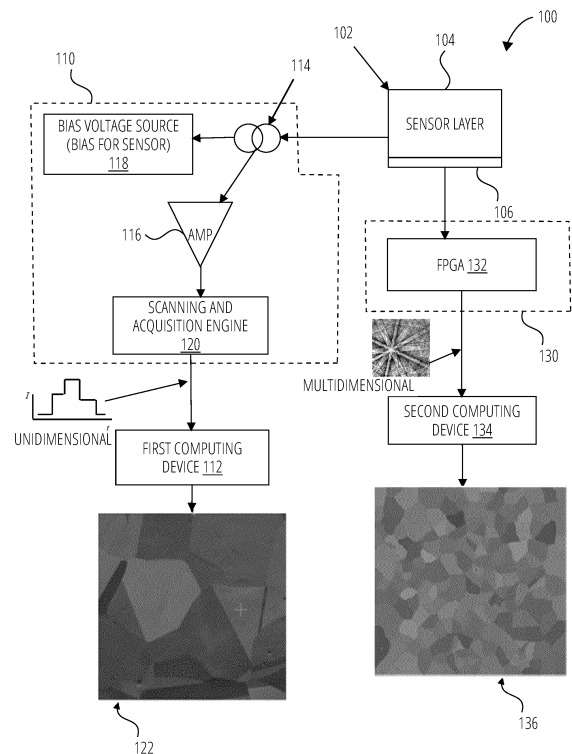 100
102
104
110
114
BIAS VOLTAGE SOURCE
(BIAS FOR SENSOR)
118
SENSOR LAYER
106
116
AMP
FPGA 132
SCANNING AND
ACQUISITION ENGINE
120
130
MULTIDIMENSIONAL
I
t
UNIDIMENSIONAL
SECOND COMPUTING
DEVICE 134
FIRST COMPUTING
DEVICE 112
122
136